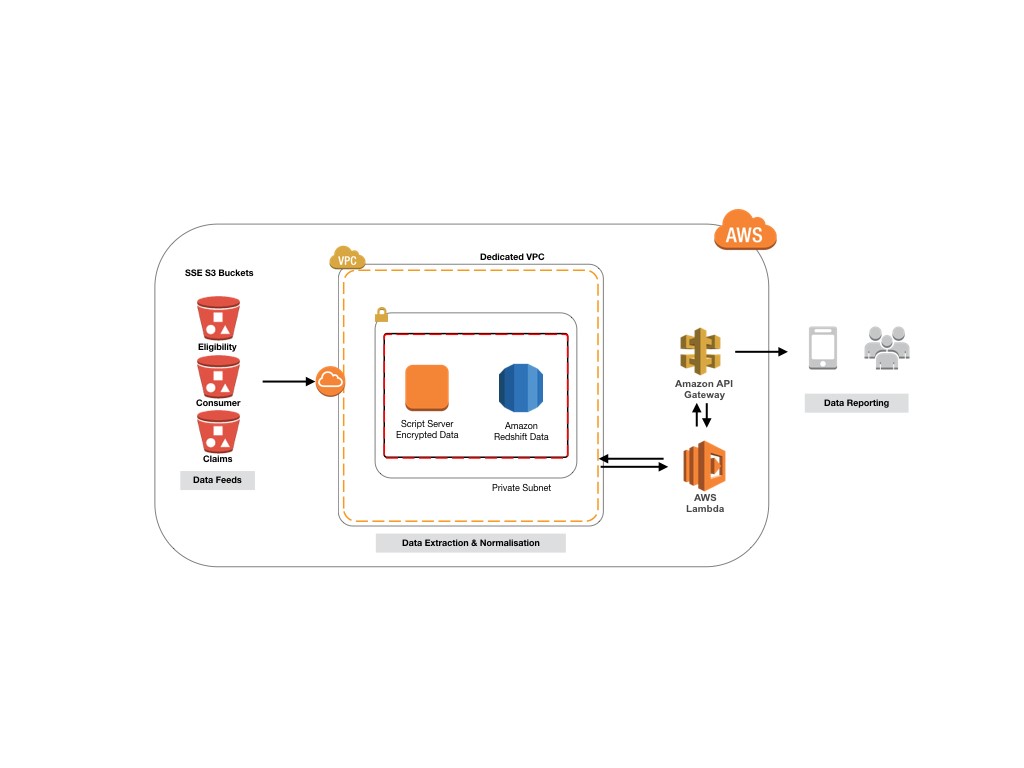 AWS
VPC
Dedicated VPC
SSE S3 Buckets
Eligibility
Consumer
Claims
Data Feeds
Script Server
Encrypted Data
Amazon
Redshift Data
Private Subnet
Data Extraction & Normalisation
Amazon API
Gateway
AWS
Lambda
Data Reporting